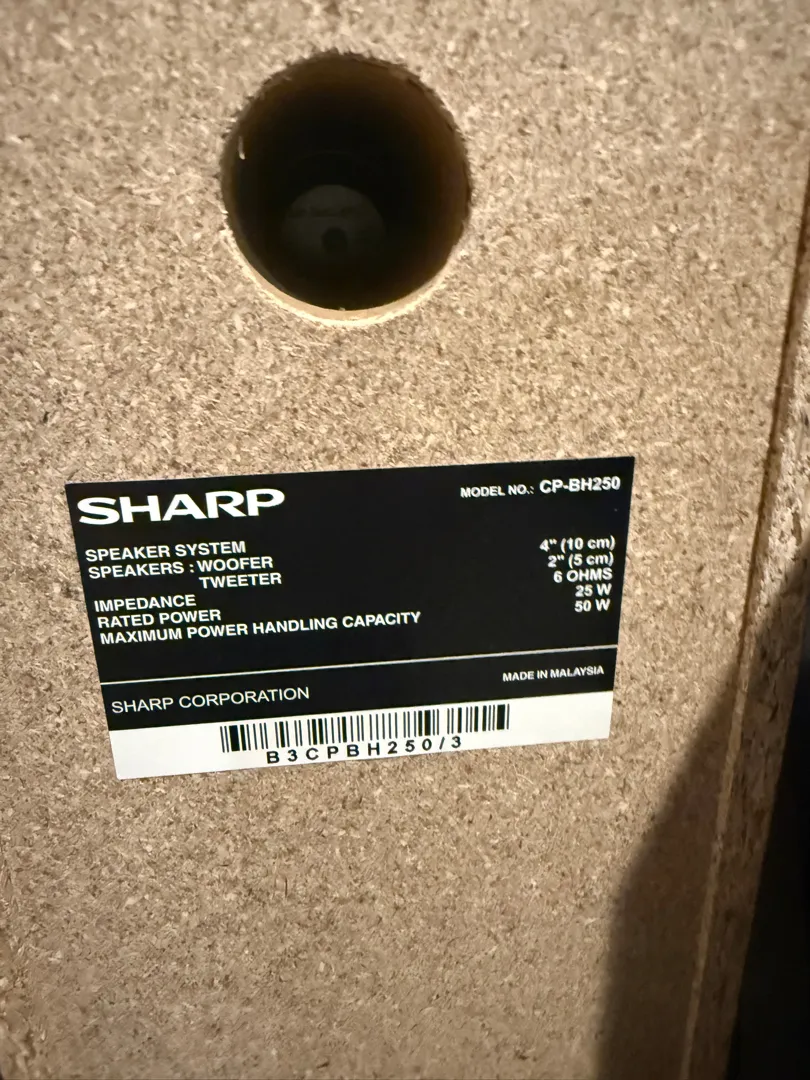 SHARP MODEL NO.: CP-BH250
SPEAKER SYSTEM
SPEAKERS : WOOFER 4" (10 cm)
TWEETER 2" (5 cm)
IMPEDANCE 6 OHMS
RATED POWER 25 W
MAXIMUM POWER HANDLING CAPACITY 50 W
SHARP CORPORATION MADE IN MALAYSIA
B3CPBH250/3